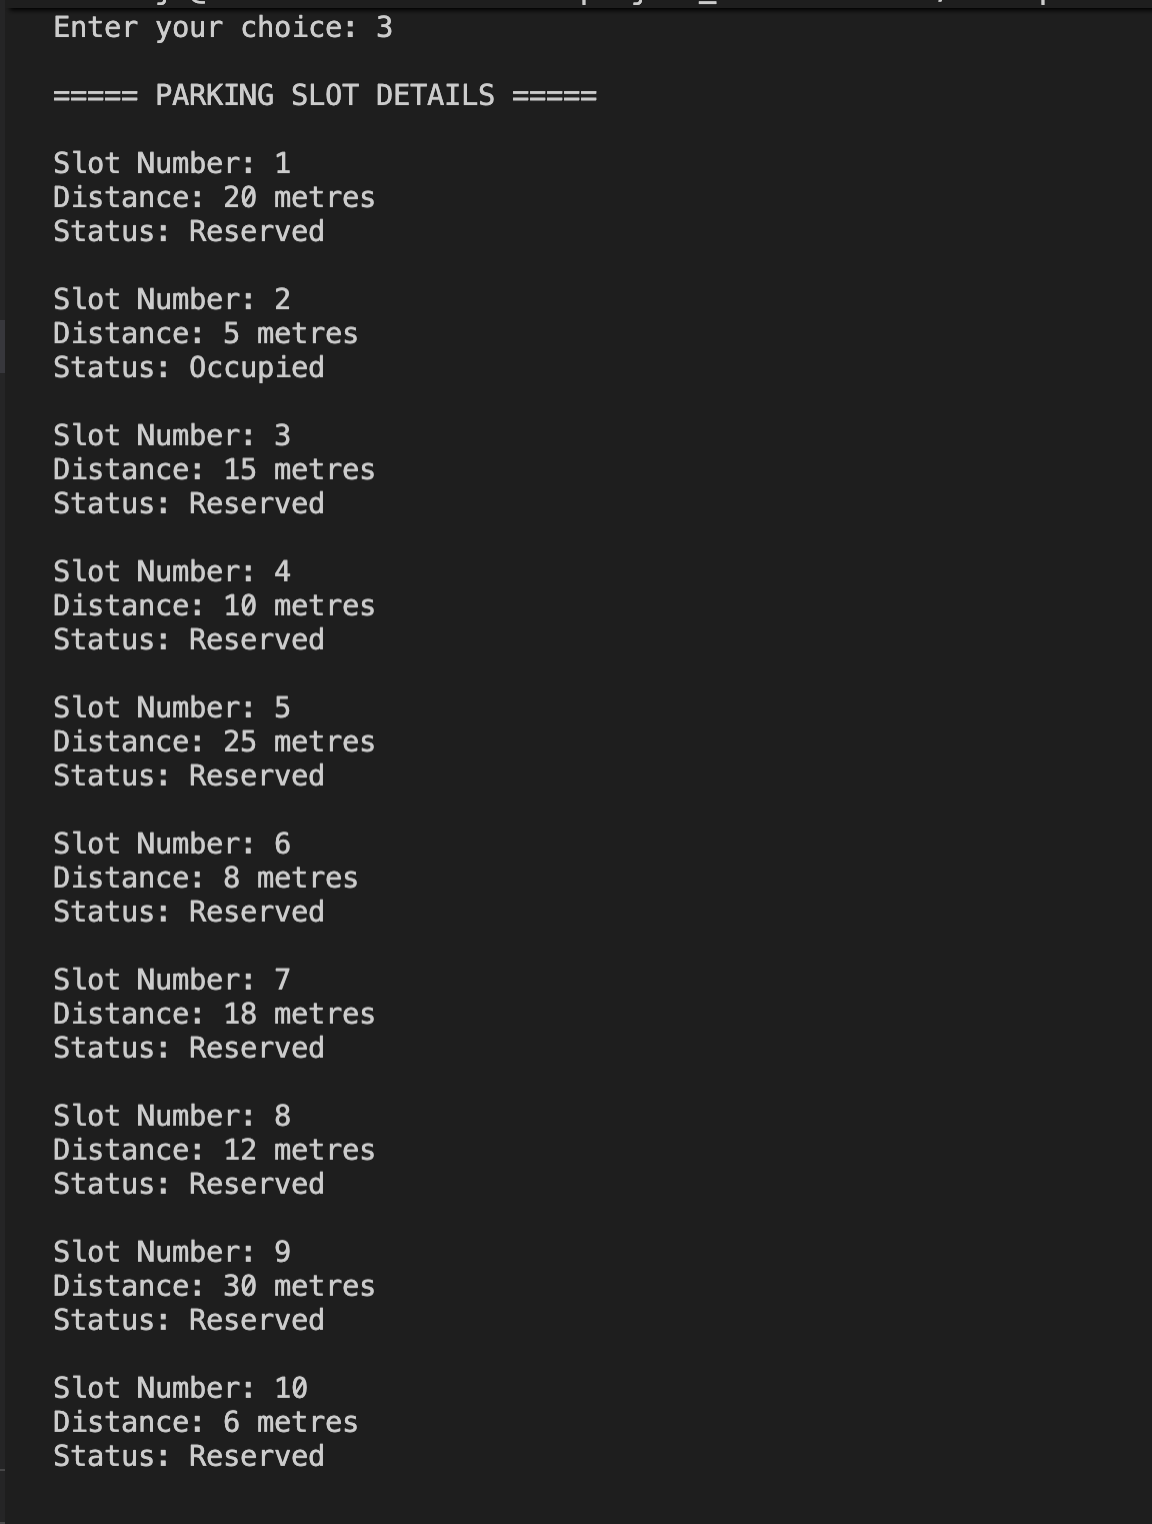 Enter your choice: 3
===== PARKING SLOT DETAILS =====
Slot Number: 1
Distance: 20 metres
Status: Reserved
Slot Number: 2
Distance: 5 metres
Status: Occupied
Slot Number: 3
Distance: 15 metres
Status: Reserved
Slot Number: 4
Distance: 10 metres
Status: Reserved
Slot Number: 5
Distance: 25 metres
Status: Reserved
Slot Number: 6
Distance: 8 metres
Status: Reserved
Slot Number: 7
Distance: 18 metres
Status: Reserved
Slot Number: 8
Distance: 12 metres
Status: Reserved
Slot Number: 9
Distance: 30 metres
Status: Reserved
Slot Number: 10
Distance: 6 metres
Status: Reserved